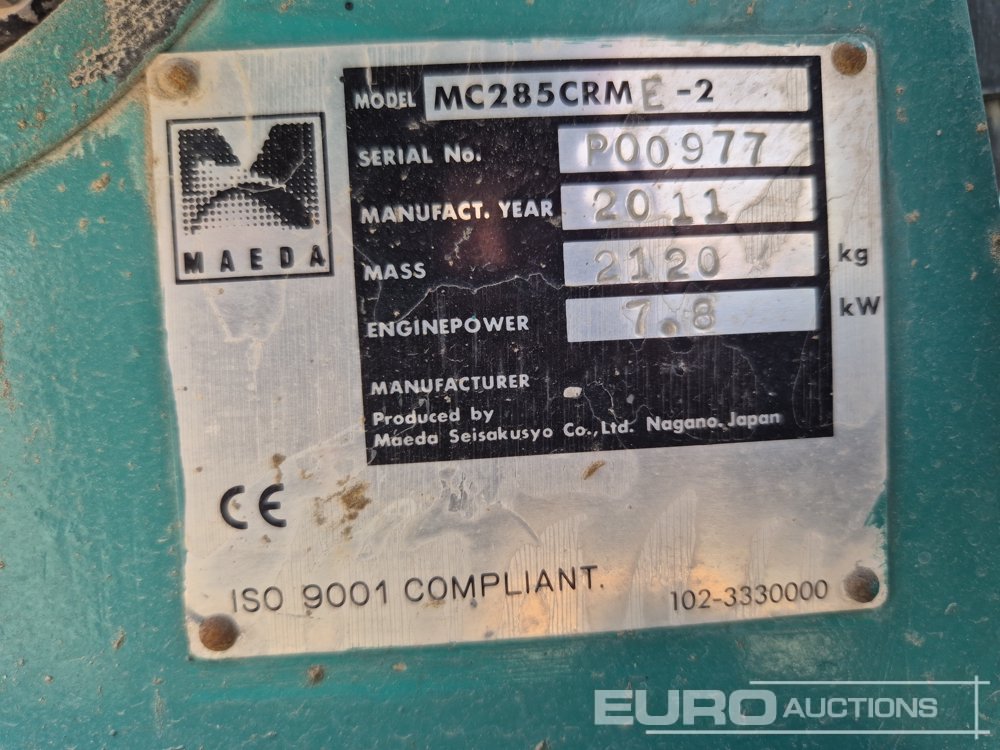 MAEDA
MODEL MC285CRME-2
SERIAL No. P00977
MANUFACT. YEAR 2011
MASS 2120 kg
ENGINEPOWER 7.8 kW
MANUFACTURER
Produced by
Maeda Seisakusyo Co.,Ltd. Nagano.Japan
CE
ISO 9001 COMPLIANT.
102-3330000
EURO AUCTIONS